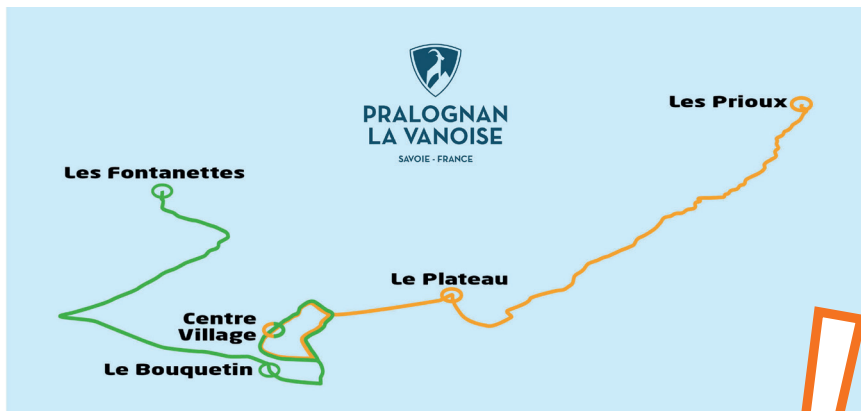 PRALOGNAN
LA VANOISE
SAVOIE - FRANCE
Les Prioux
Les Fontanettes
Le Plateau
Centre
Village
Le Bouquetin